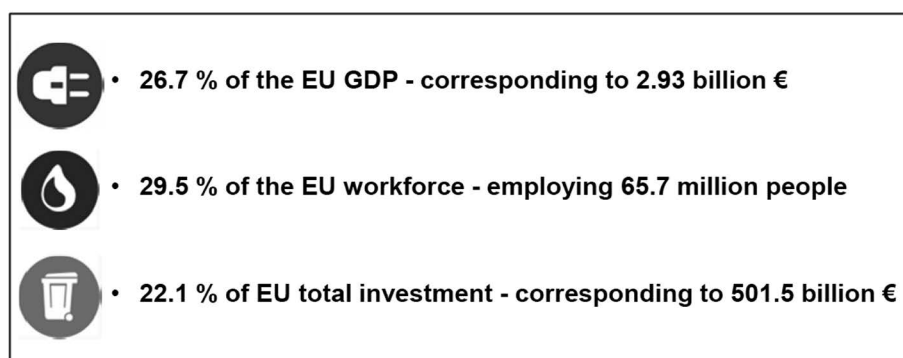 • 26.7 % of the EU GDP - corresponding to 2.93 billion €
• 29.5 % of the EU workforce - employing 65.7 million people
• 22.1 % of EU total investment - corresponding to 501.5 billion €